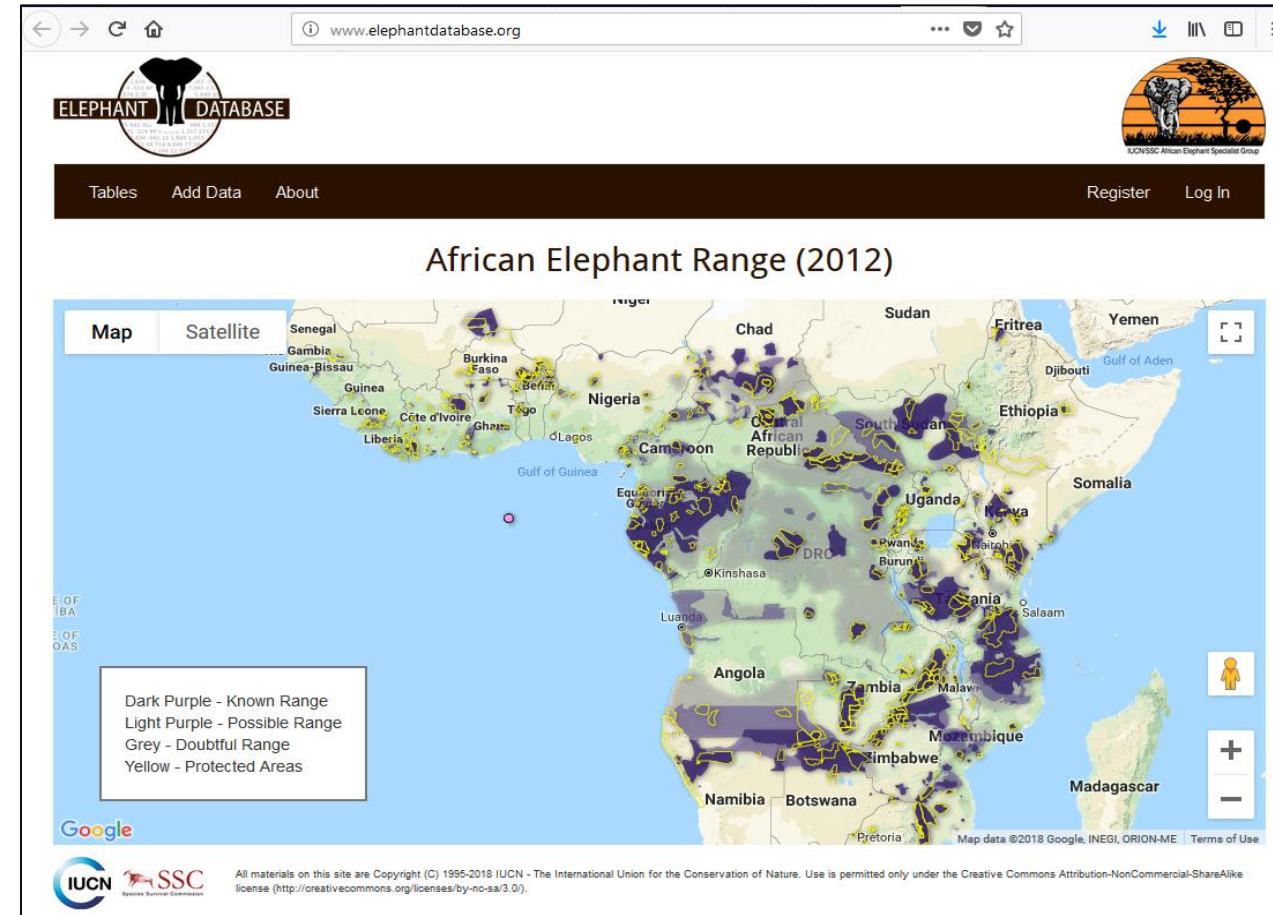 www.elephantdatabase.org
ELEPHANT DATABASE
IUCN/SSC African Elephant Specialist Group
Tables Add Data About Register Log In
African Elephant Range (2012)
Map Satellite
Niger
Senegal
Chad
Sudan
Eritrea
Yemen
Gambia
Guinea-Bissau
Burkina
Faso
Gulf of Aden
Djibouti
Guinea
Benin
Nigeria
Sierra Leone
Côte d'Ivoire
Togo
Ghana
Ethiopia
Liberia
Lagos
Cameroon
Central
African
Republic
South Sudan
Gulf of Guinea
Somalia
Uganda
Kenya
Nairobi
Rwanda
DRC
Burundi
Kinshasa
Tanzania
Salaam
Luanda
Angola
Zambia
Malawi
Dark Purple - Known Range
Light Purple - Possible Range
Grey - Doubtful Range
Yellow - Protected Areas
Mozambique
Zimbabwe
Madagascar
Namibia Botswana
Pretoria
Google
Map data ©2018 Google, INEGI, ORION-ME Terms of Use
IUCN SSC
Species Survival Commission
All materials on this site are Copyright (C) 1995-2018 IUCN - The International Union for the Conservation of Nature. Use is permitted only under the Creative Commons Attribution-NonCommercial-ShareAlike
license (http://creativecommons.org/licenses/by-nc-sa/3.0/).